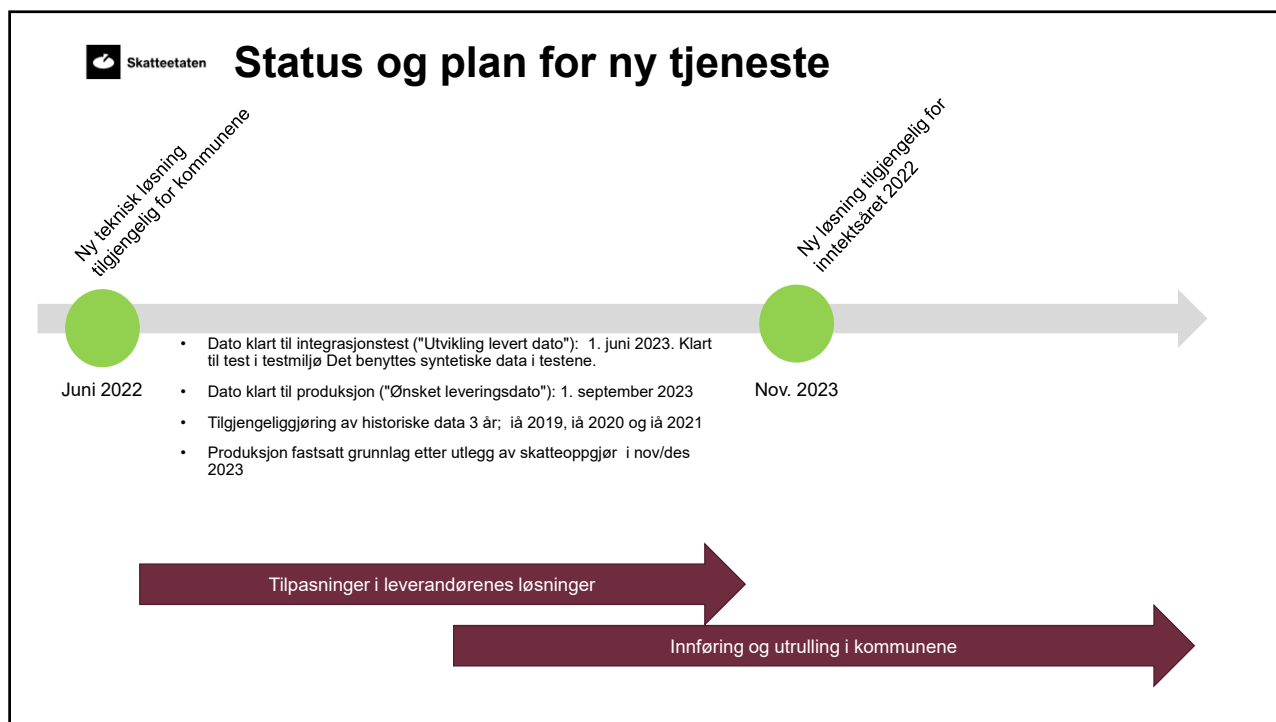 Skatteetaten
Status og plan for ny tjeneste
Ny teknisk løsning
tilgjengelig for kommunene
Ny løsning tilgjengelig for
inntektsåret 2022
Juni 2022
• Dato klart til integrasjonstest ("Utvikling levert dato"):  1. juni 2023. Klart
til test i testmiljø Det benyttes syntetiske data i testene.
• Dato klart til produksjon ("Ønsket leveringsdato"): 1. september 2023
• Tilgjengeliggjøring av historiske data 3 år;  iå 2019, iå 2020 og iå 2021
• Produksjon fastsatt grunnlag etter utlegg av skatteoppgjør  i nov/des
2023
Nov. 2023
Tilpasninger i leverandørenes løsninger
Innføring og utrulling i kommunene